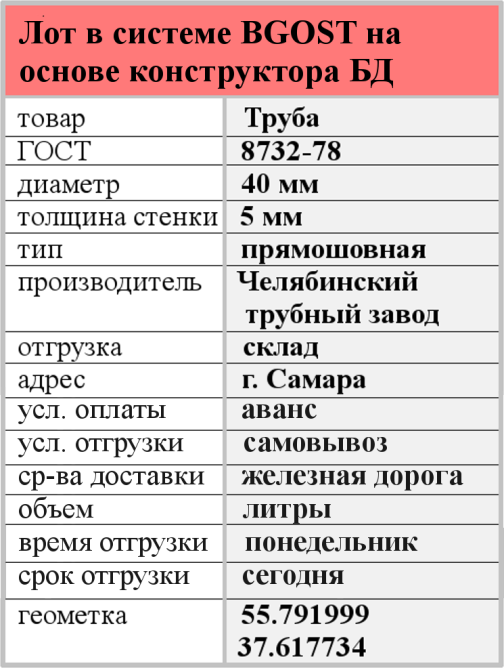 Лот в системе BGOST на
основе конструктора БД
товар Труба
ГОСТ 8732-78
диаметр 40 мм
толщина стенки 5 мм
тип прямошовная
производитель Челябинский
трубный завод
отгрузка склад
адрес г. Самара
усл. оплаты аванс
усл. отгрузки самовывоз
ср-ва доставки железная дорога
объем литры
время отгрузки понедельник
срок отгрузки сегодня
геометка 55.791999
37.617734